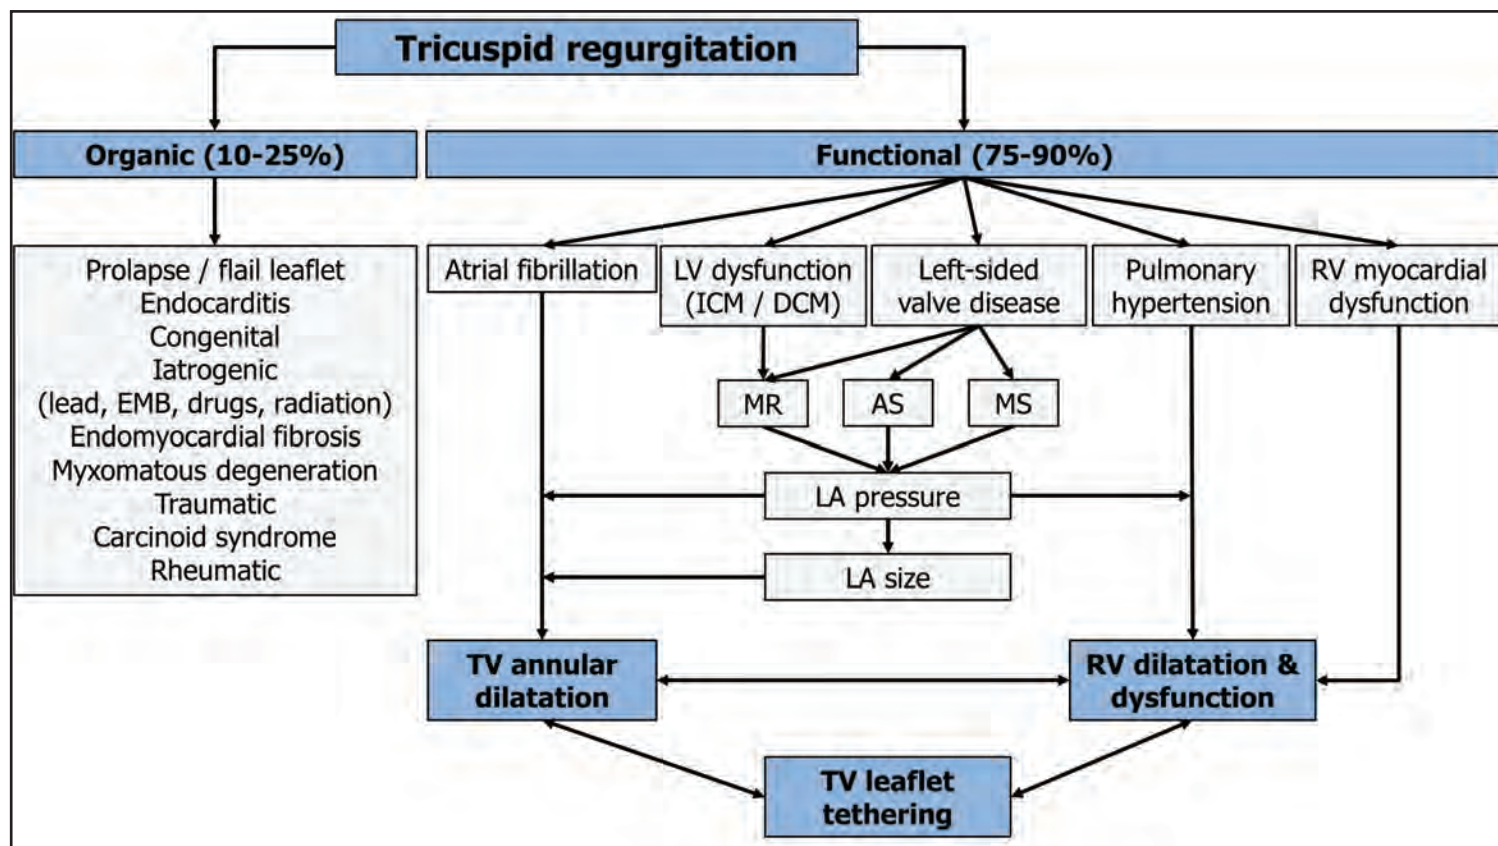 Tricuspid regurgitation
Organic (10-25%)
Functional (75-90%)
Prolapse / flail leaflet
Endocarditis
Congenital
Iatrogenic
(lead, EMB, drugs, radiation)
Endomyocardial fibrosis
Myxomatous degeneration
Traumatic
Carcinoid syndrome
Rheumatic
Atrial fibrillation
LV dysfunction
(ICM / DCM)
Left-sided
valve disease
Pulmonary
hypertension
RV myocardial
dysfunction
MR
AS
MS
LA pressure
LA size
TV annular
dilatation
RV dilatation &
dysfunction
TV leaflet
tethering